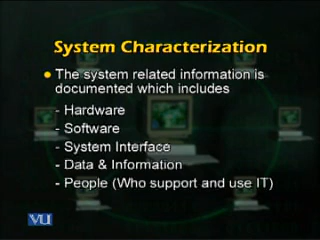 System Characterization
• The system related information is
documented which includes
- Hardware
- Software
- System Interface
- Data & Information
- People (Who support and use IT)
VU